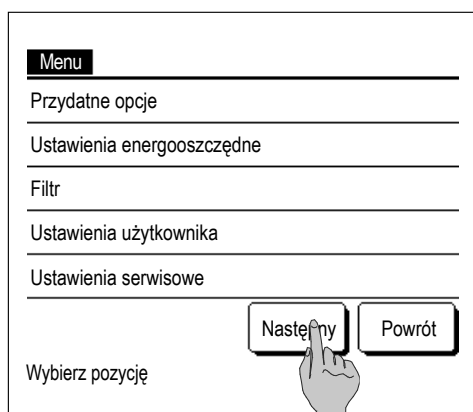 Menu
Przydatne opcje
Ustawienia energooszczędne
Filtr
Ustawienia użytkownika
Ustawienia serwisowe
Następny Powrót
Wybierz pozycję